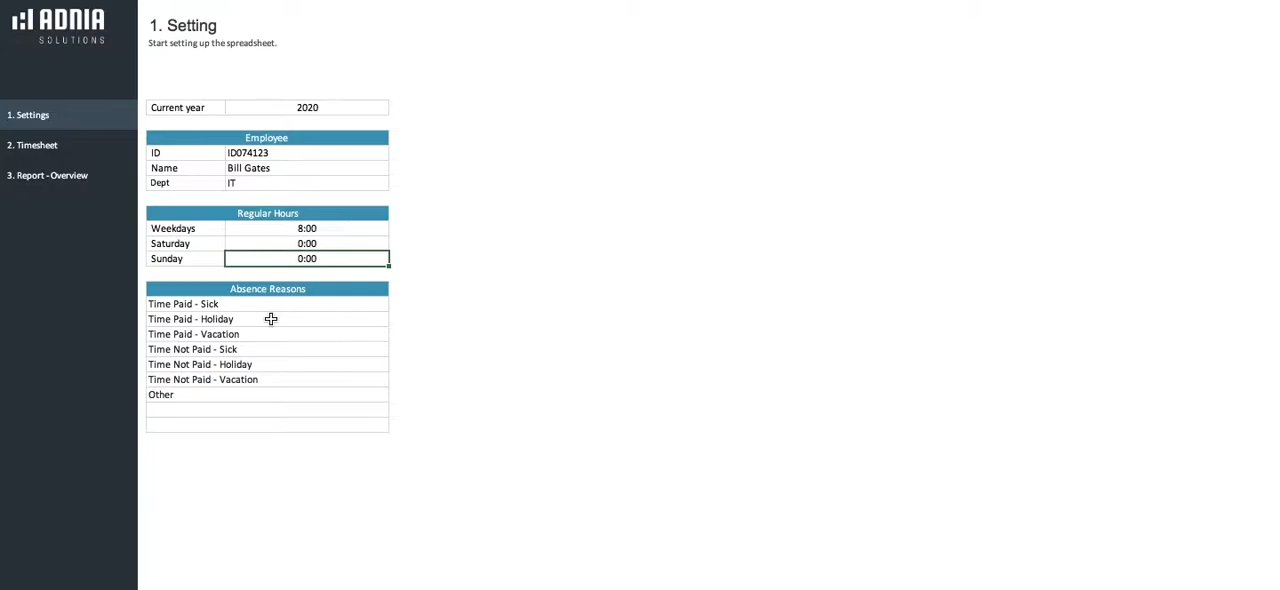 ADNIA
SOLUTIONS
1. Settings
2. Timesheet
3. Report - Overview
1. Setting
Start setting up the spreadsheet.
Current year 2020
Employee
ID ID074123
Name Bill Gates
Dept IT
Regular Hours
Weekdays 8:00
Saturday 0:00
Sunday 0:00
Absence Reasons
Time Paid - Sick
Time Paid - Holiday
Time Paid - Vacation
Time Not Paid - Sick
Time Not Paid - Holiday
Time Not Paid - Vacation
Other